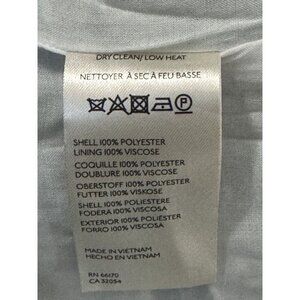 DRY CLEAN/ LOW HEAT
NETTOYER À SEC À FEU BASSE
P
SHELL 100% POLYESTER
LINING 100% VISCOSE
COQUILLE 100% POLYESTER
DOUBLURE 100% VISCOSE
OBERSTOFF 100% POLYESTER
FUTTER 100% VISKOSE
SHELL 100% POLIESTERE
FODERA 100% VISCOSA
EXTERIOR 100% POLIÉSTER
FORRO 100% VISCOSA
MADE IN VIETNAM
HECHO EN VIETNAM
RN 66170
CA 32054